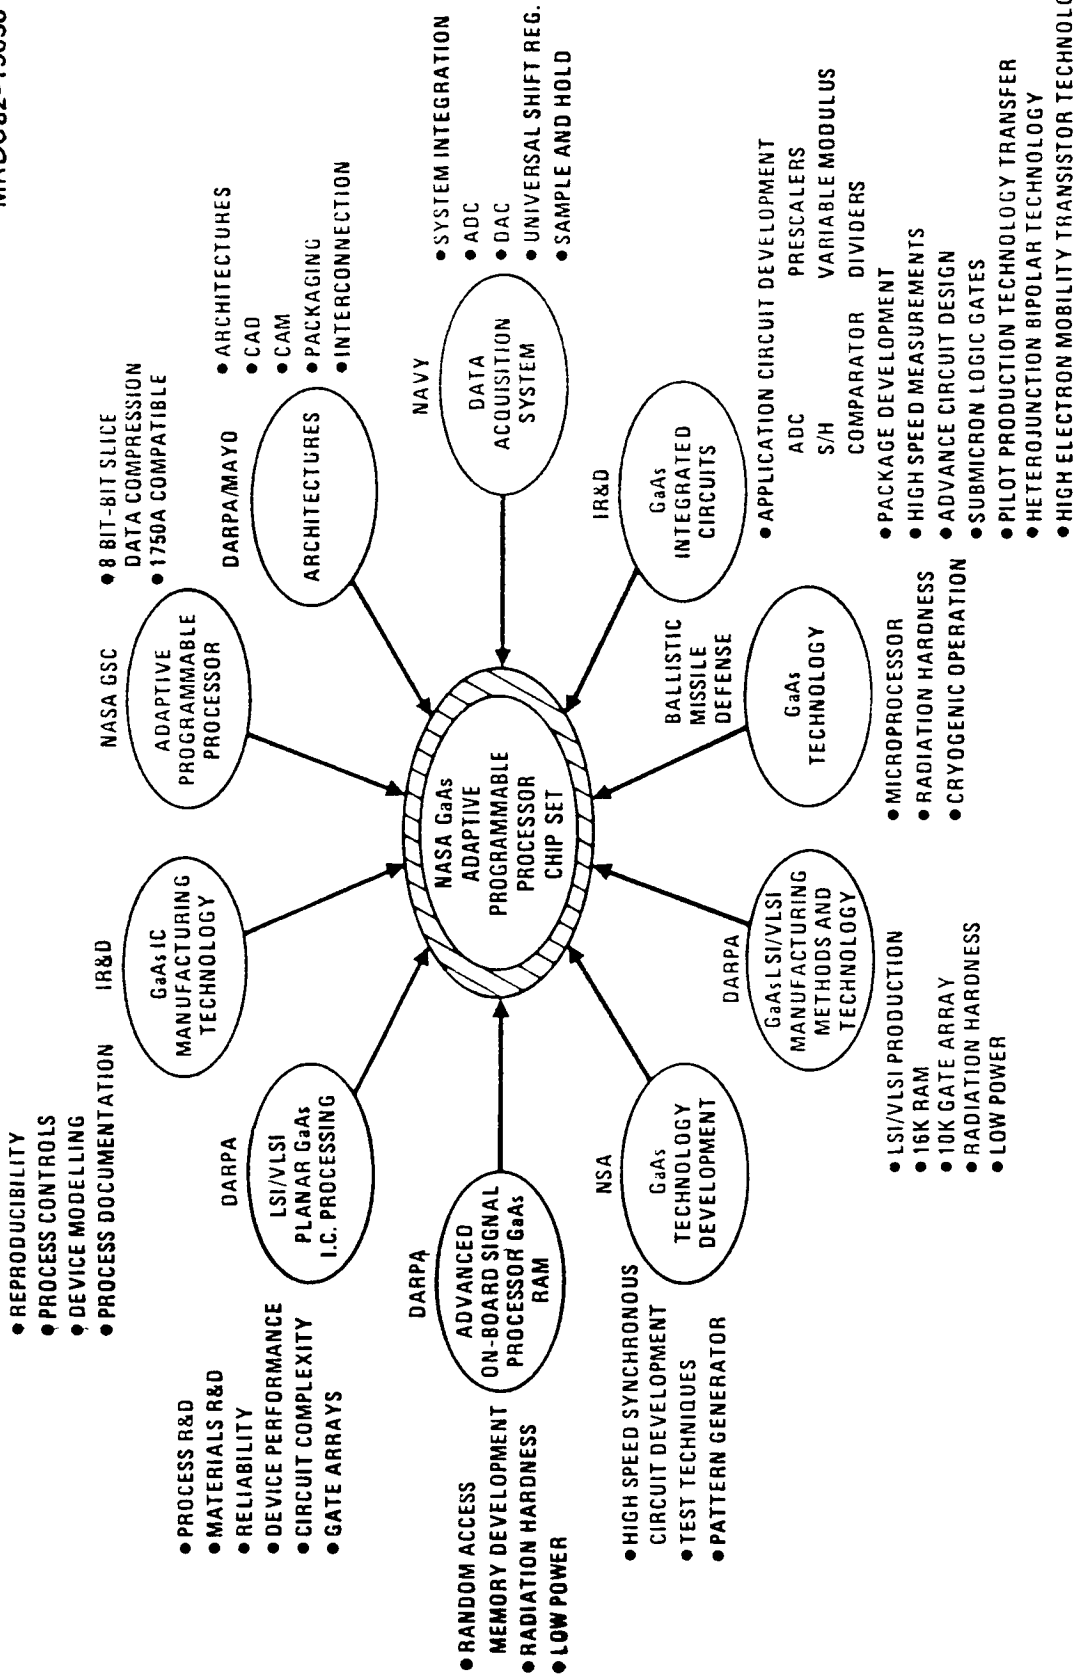 • REPRODUCIBILITY
• PROCESS CONTROLS
• DEVICE MODELLING
• PROCESS DOCUMENTATION
IR&D
GaAs IC
MANUFACTURING
TECHNOLOGY
NASA GSC
ADAPTIVE
PROGRAMMABLE
PROCESSOR
• 8 BIT-BIT SLICE
DATA COMPRESSION
• 1750A COMPATIBLE
• PROCESS R&D
• MATERIALS R&D
• RELIABILITY
• DEVICE PERFORMANCE
• CIRCUIT COMPLEXITY
• GATE ARRAYS
DARPA
LSI/VLSI
PLANAR GaAs
I.C. PROCESSING
DARPA/MAYO
ARCHITECTURES
• ARCHITECTURES
• CAD
• CAM
• PACKAGING
• INTERCONNECTION
• RANDOM ACCESS
MEMORY DEVELOPMENT
• RADIATION HARDNESS
• LOW POWER
DARPA
ADVANCED
ON-BOARD SIGNAL
PROCESSOR GaAs
RAM
NASA GaAs
ADAPTIVE
PROGRAMMABLE
PROCESSOR
CHIP SET
NAVY
DATA
ACQUISITION
SYSTEM
• SYSTEM INTEGRATION
• ADC
• DAC
• UNIVERSAL SHIFT REG.
• SAMPLE AND HOLD
• HIGH SPEED SYNCHRONOUS
CIRCUIT DEVELOPMENT
• TEST TECHNIQUES
• PATTERN GENERATOR
NSA
GaAs
TECHNOLOGY
DEVELOPMENT
IR&D
GaAs
INTEGRATED
CIRCUITS
• APPLICATION CIRCUIT DEVELOPMENT
ADC PRESCALERS
S/H VARIABLE MODULUS
COMPARATOR DIVIDERS
• PACKAGE DEVELOPMENT
• HIGH SPEED MEASUREMENTS
• ADVANCE CIRCUIT DESIGN
• SUBMICRON LOGIC GATES
• PILOT PRODUCTION TECHNOLOGY TRANSFER
• HETEROJUNCTION BIPOLAR TECHNOLOGY
• HIGH ELECTRON MOBILITY TRANSISTOR
DARPA
GaAs LSI/VLSI
MANUFACTURING
METHODS AND
TECHNOLOGY
• LSI/VLSI PRODUCTION
• 16K RAM
• 10K GATE ARRAY
• RADIATION HARDNESS
• LOW POWER
BALLISTIC
MISSILE
DEFENSE
GaAs
TECHNOLOGY
• MICROPROCESSOR
• RADIATION HARDNESS
• CRYOGENIC OPERATION